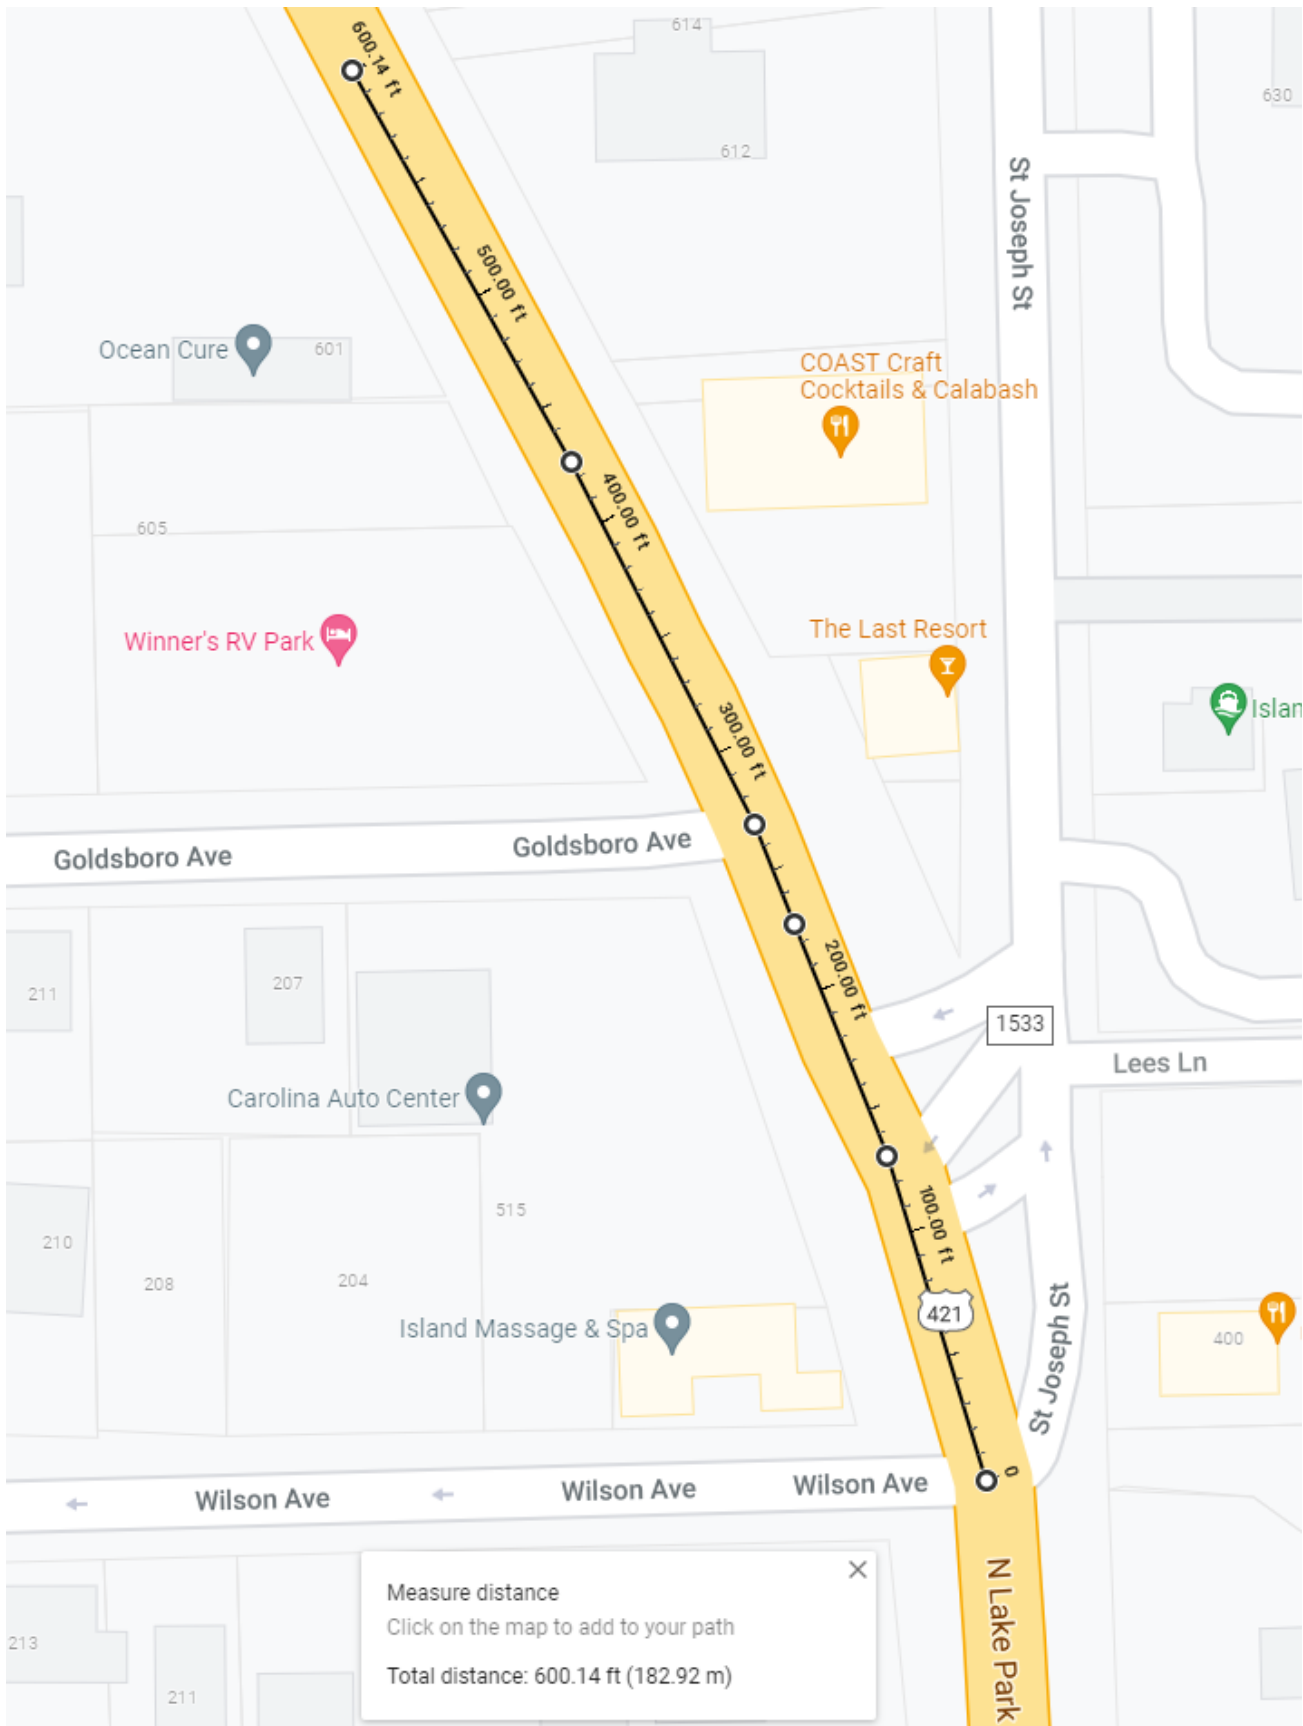 614
600.14 ft
630
612
St Joseph St
500.00 ft
Ocean Cure
601
COAST Craft
Cocktails & Calabash
400.00 ft
605
Winner's RV Park
The Last Resort
Islan
300.00 ft
Goldsboro Ave
Goldsboro Ave
200.00 ft
207
211
1533
Lees Ln
Carolina Auto Center
100.00 ft
515
210
208
204
421
Island Massage & Spa
400
St Joseph St
0
Wilson Ave
Wilson Ave
Wilson Ave
N Lake Park
Measure distance
Click on the map to add to your path
Total distance: 600.14 ft (182.92 m)
213
211